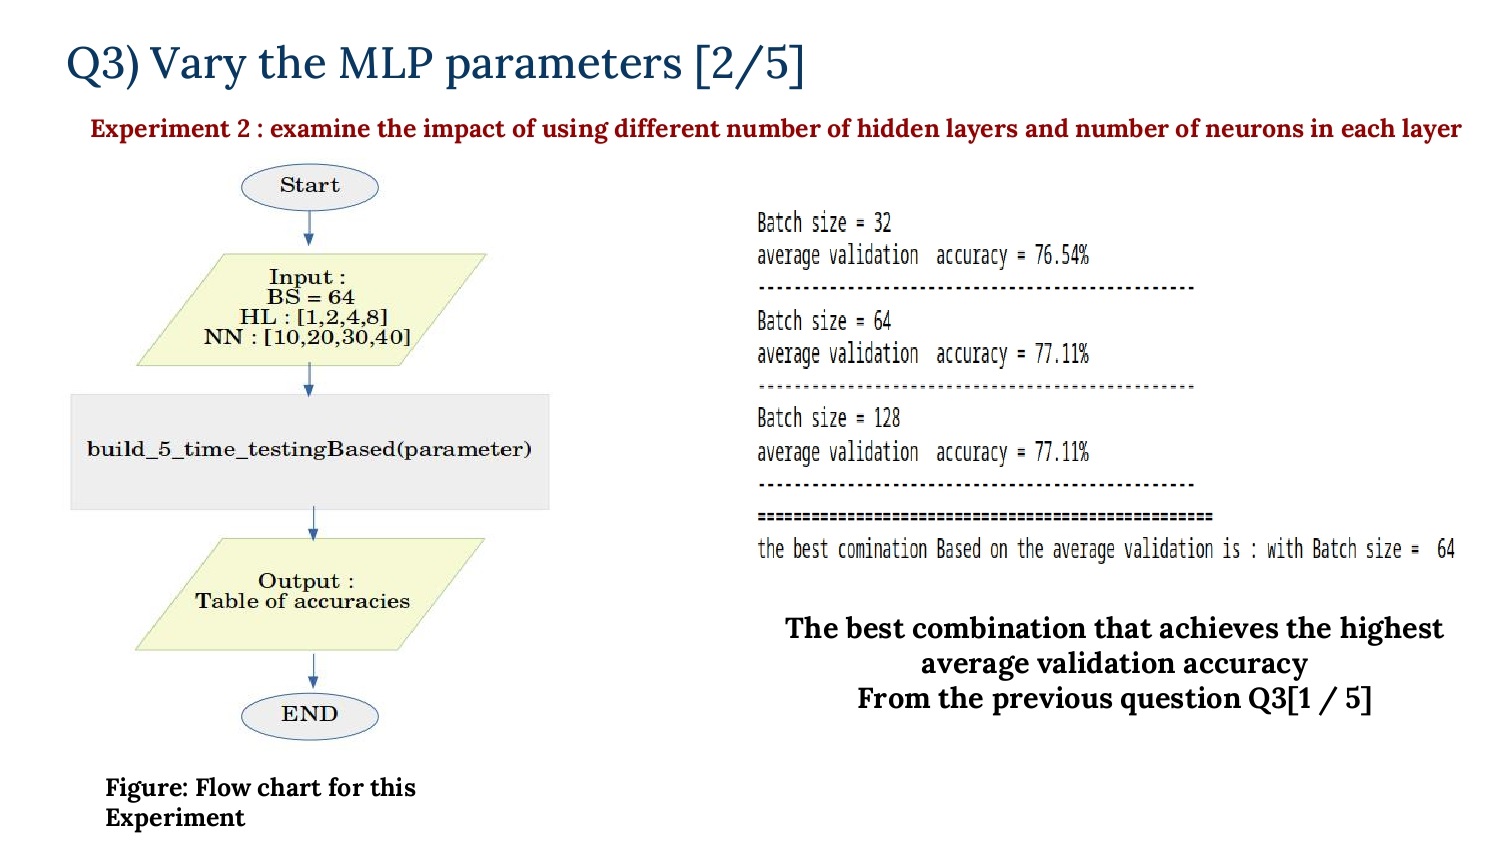 Q3) Vary the MLP parameters [2/5]
Experiment 2 : examine the impact of using different number of hidden layers and number of neurons in each layer
Start
Input :
BS = 64
HL : [1,2,4,8]
NN : [10,20,30,40]
build_5_time_testingBased(parameter)
Output :
Table of accuracies
END
Figure: Flow chart for this
Experiment
Batch size = 32
average validation  accuracy = 76.54%
-------------------------------------------------
Batch size = 64
average validation  accuracy = 77.11%
-------------------------------------------------
Batch size = 128
average validation  accuracy = 77.11%
-------------------------------------------------
===================================================
the best comination Based on the average validation is : with Batch size =  64
The best combination that achieves the highest
average validation accuracy
From the previous question Q3[1 / 5]